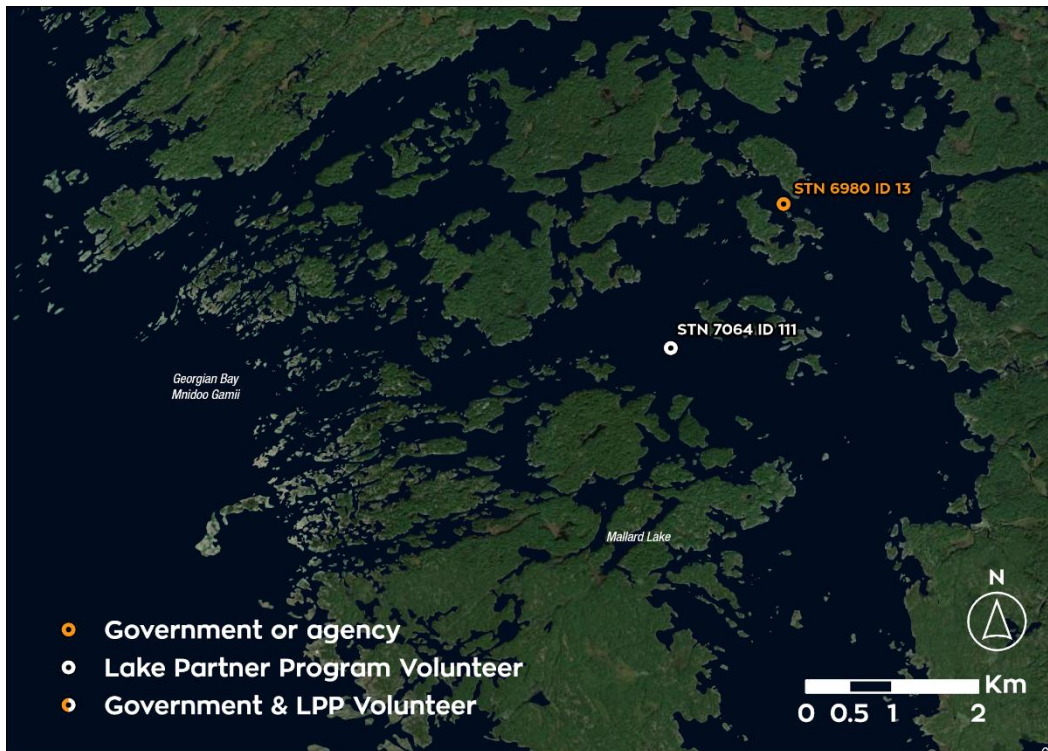 STN 6980 ID 13
STN 7064 ID 111
Georgian Bay
Mnidoo Gamii
Mallard Lake
N
Government or agency
Lake Partner Program Volunteer
Government & LPP Volunteer
Km
0 0.5 1 2